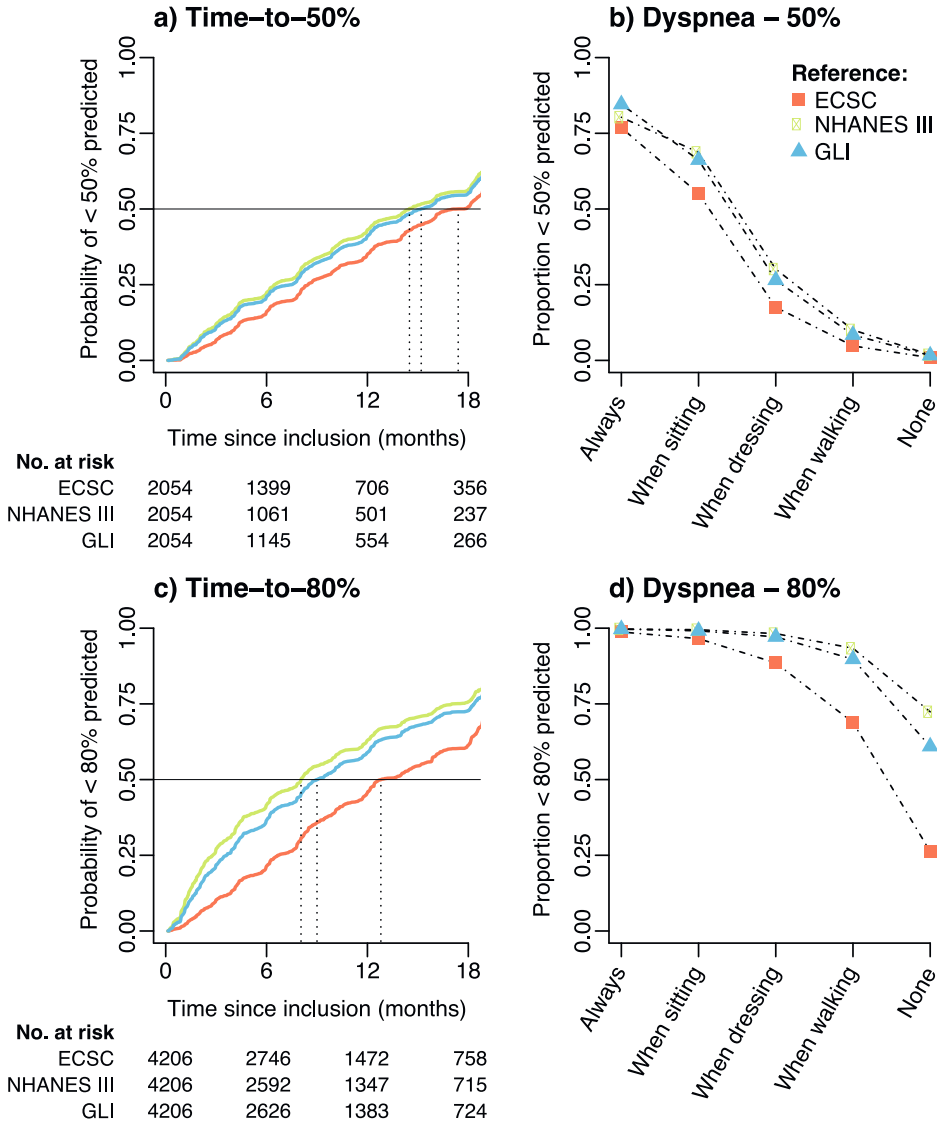 a) Time–to–50%
Probability of < 50% predicted
1.00
0.75
0.50
0.25
0.00
0 6 12 18
Time since inclusion (months)
No. at risk
ECSC 2054 1399 706 356
NHANES III 2054 1061 501 237
GLI 2054 1145 554 266
b) Dyspnea – 50%
Proportion < 50% predicted
1.00
0.75
0.50
0.25
0.00
Reference:
ECSC
NHANES III
GLI
Always
When sitting
When dressing
When walking
None
c) Time–to–80%
Probability of < 80% predicted
1.00
0.75
0.50
0.25
0.00
0 6 12 18
Time since inclusion (months)
No. at risk
ECSC 4206 2746 1472 758
NHANES III 4206 2592 1347 715
GLI 4206 2626 1383 724
d) Dyspnea – 80%
Proportion < 80% predicted
1.00
0.75
0.50
0.25
0.00
Always
When sitting
When dressing
When walking
None